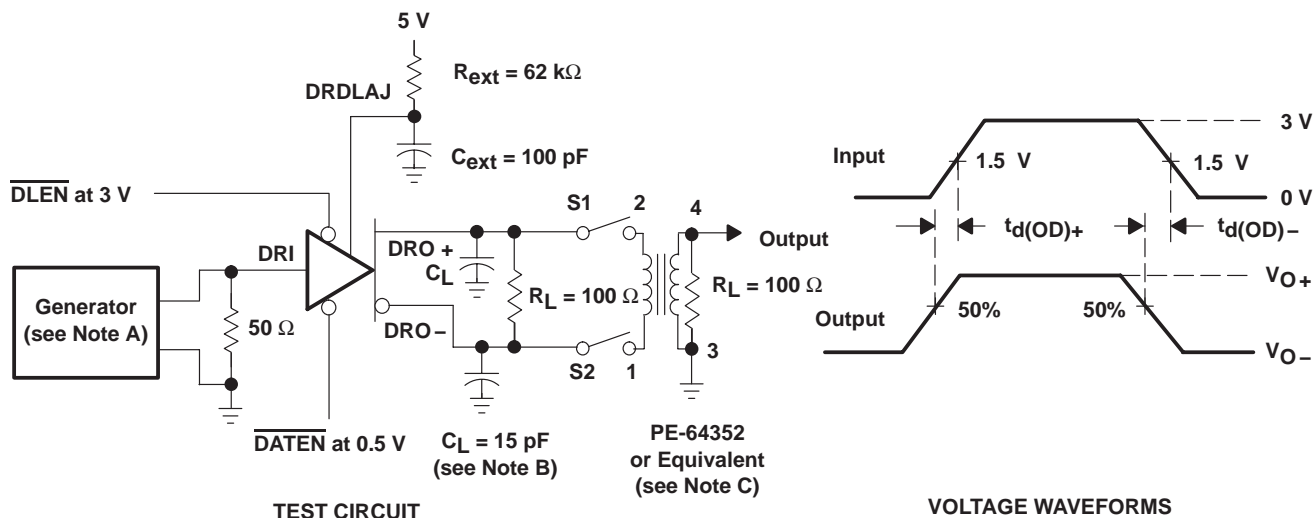 5 V
Rext = 62 kΩ
DRDLAJ
Cext = 100 pF
DLEN at 3 V
DRI
Generator
(see Note A)
50 Ω
DATEN at 0.5 V
DRO +
CL
RL = 100 Ω
DRO –
CL = 15 pF
(see Note B)
S1
2
S2
1
4
Output
RL = 100 Ω
3
PE-64352
or Equivalent
(see Note C)
TEST CIRCUIT
3 V
Input
1.5 V
1.5 V
0 V
td(OD)+
td(OD)–
VO+
Output
50%
50%
VO–
VOLTAGE WAVEFORMS